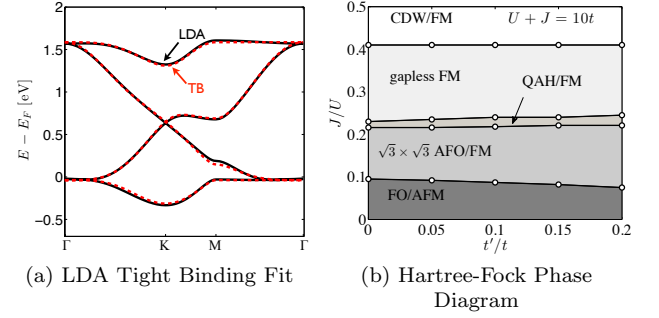 2
1.5
1
0.5
0
−0.5
E − E_F [eV]
LDA
TB
Γ
K
M
Γ
(a) LDA Tight Binding Fit
0.5
0.4
0.3
0.2
0.1
0
J/U
CDW/FM
U + J = 10t
gapless FM
QAH/FM
√3 × √3 AFO/FM
FO/AFM
0
0.05
0.1
0.15
0.2
t′/t
(b) Hartree-Fock Phase
Diagram